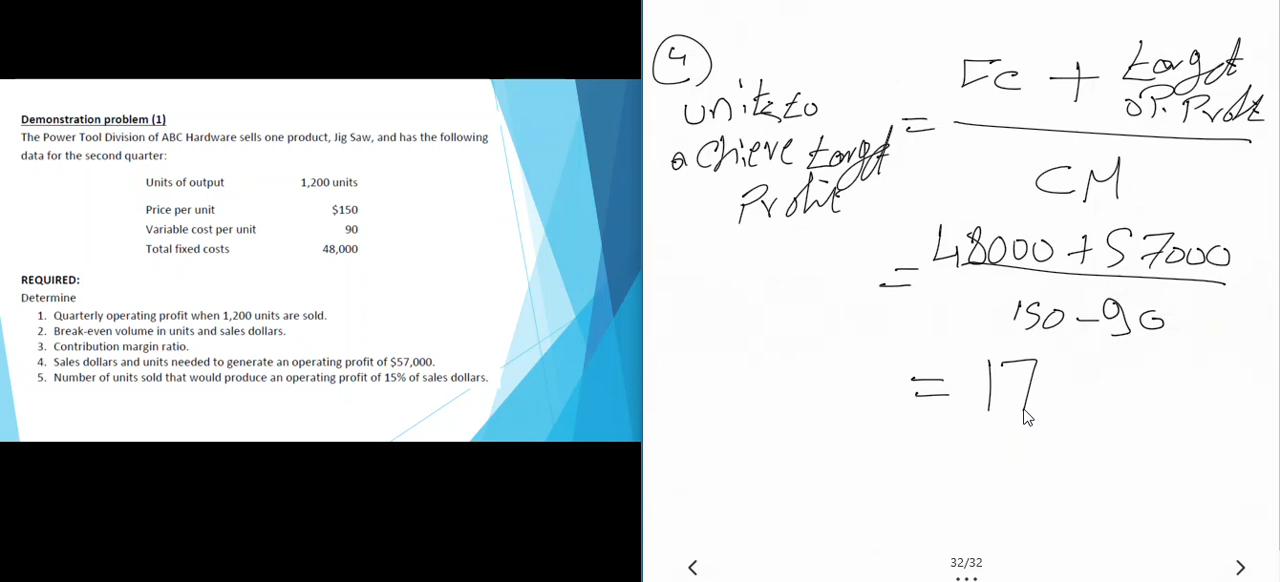 Demonstration problem (1)
The Power Tool Division of ABC Hardware sells one product, Jig Saw, and has the following
data for the second quarter:
Units of output 1,200 units
Price per unit $150
Variable cost per unit 90
Total fixed costs 48,000
REQUIRED:
Determine
1. Quarterly operating profit when 1,200 units are sold.
2. Break-even volume in units and sales dollars.
3. Contribution margin ratio.
4. Sales dollars and units needed to generate an operating profit of $57,000.
5. Number of units sold that would produce an operating profit of 15% of sales dollars.
4
units to
achieve target
Profit
= FC + target
oP. Profit
CM
= 48000 + 57000
150 - 90
= 17
32/32